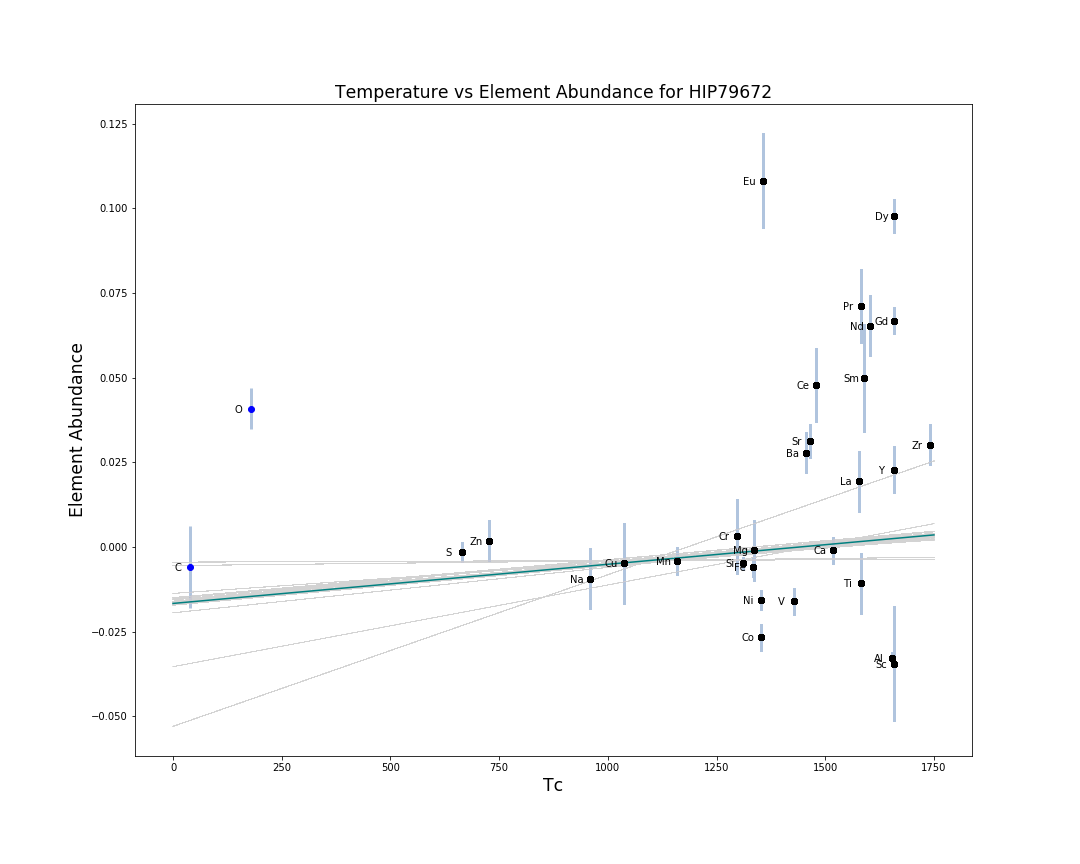 Temperature vs Element Abundance for HIP79672
Element Abundance
0.125
0.100
0.075
0.050
0.025
0.000
−0.025
−0.050
Eu
Dy
Pr
Gd
Nd
Sm
Ce
O
Sr
Zr
Ba
Y
La
Cr
Zn
Mg
Ca
S
Mn
Cu
Si
Fe
C
Na
Ti
Ni
V
Co
Al
Sc
0
250
500
750
1000
1250
1500
1750
Tc